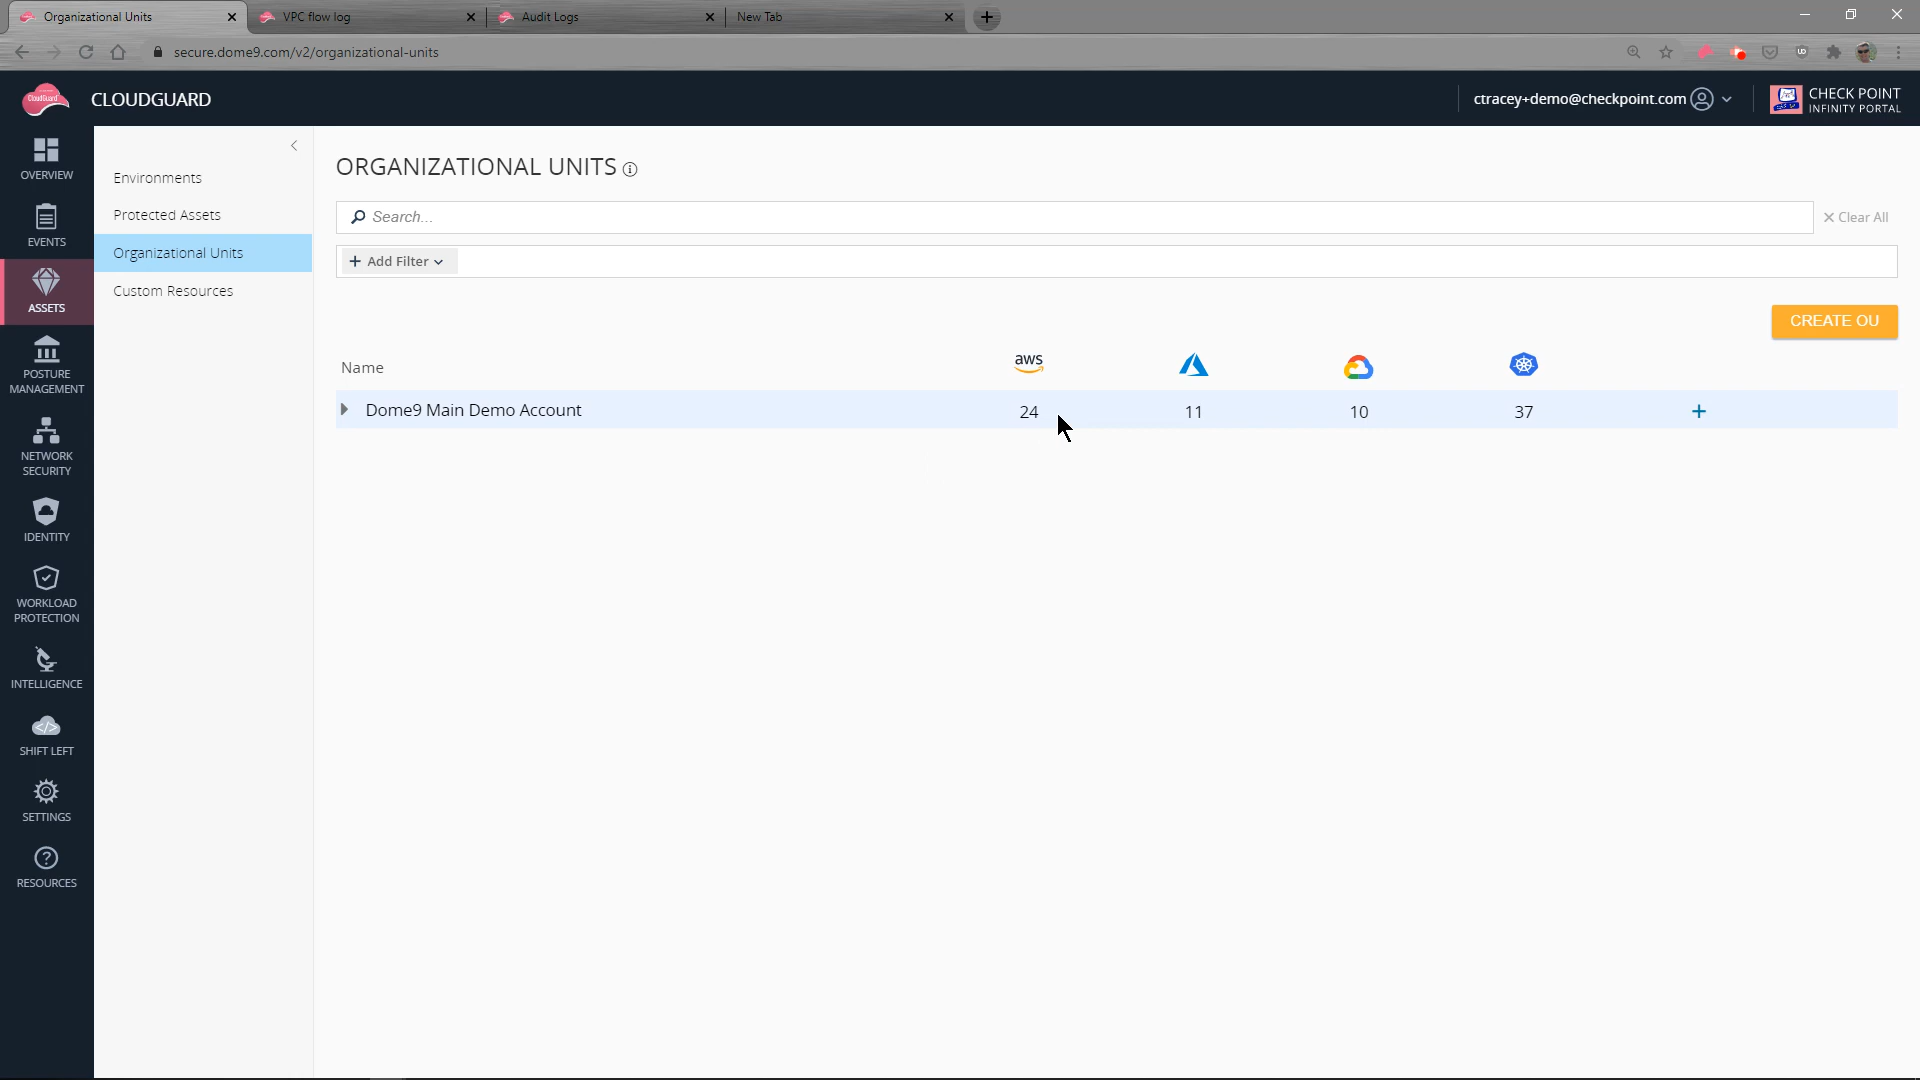 Organizational Units
VPC flow log
Audit Logs
New Tab
secure.dome9.com/v2/organizational-units
CloudGuard
CLOUDGUARD
ctracey+demo@checkpoint.com
CHECK POINT
INFINITY PORTAL
OVERVIEW
EVENTS
ASSETS
POSTURE
MANAGEMENT
NETWORK
SECURITY
IDENTITY
WORKLOAD
PROTECTION
INTELLIGENCE
SHIFT LEFT
SETTINGS
RESOURCES
Environments
Protected Assets
Organizational Units
Custom Resources
ORGANIZATIONAL UNITS
Search...
Clear All
+ Add Filter
CREATE OU
Name
aws
Dome9 Main Demo Account
24
11
10
37
+